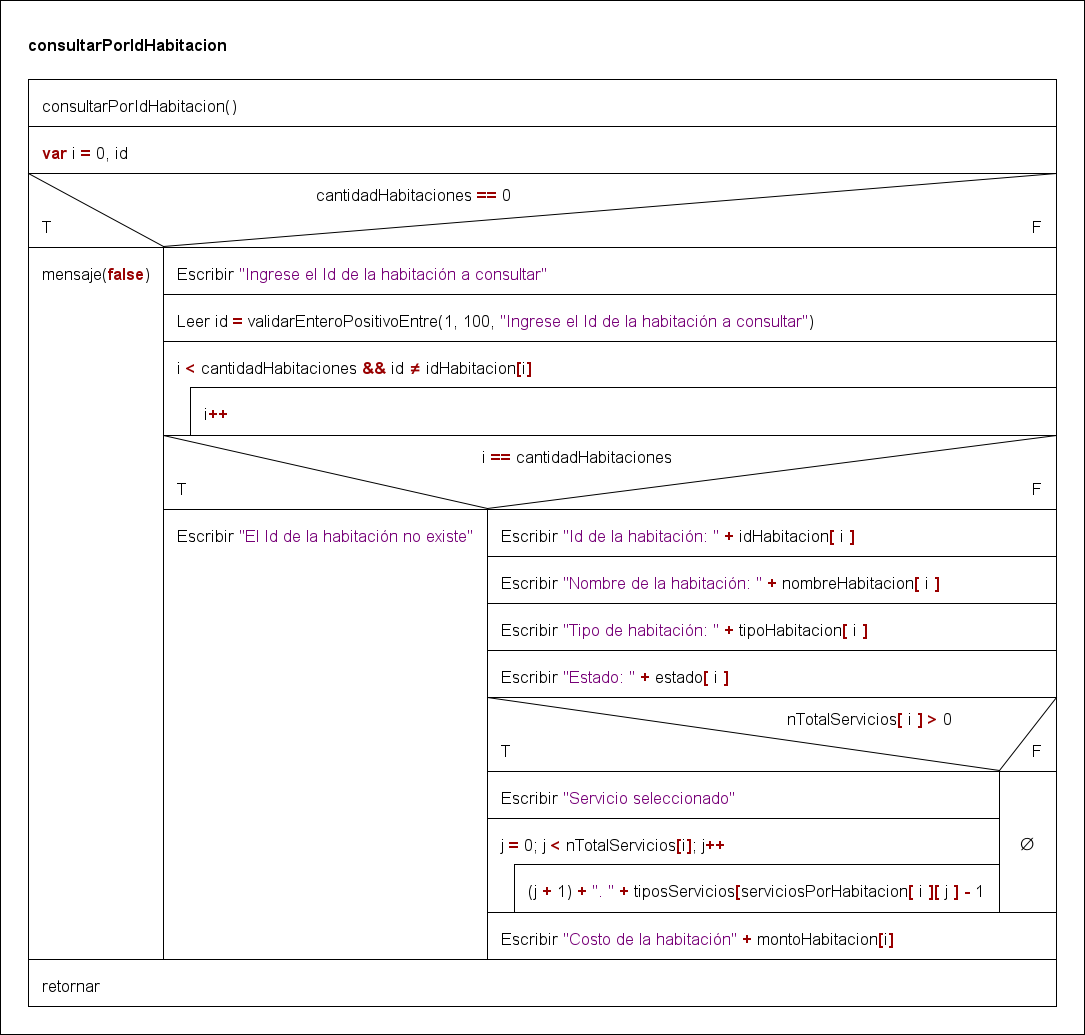 consultarPorIdHabitacion
consultarPorIdHabitacion()
var i = 0, id
cantidadHabitaciones == 0
T F
mensaje(false)
Escribir "Ingrese el Id de la habitación a consultar"
Leer id = validarEnteroPositivoEntre(1, 100, "Ingrese el Id de la habitación a consultar")
i < cantidadHabitaciones && id ≠ idHabitacion[i]
i++
i == cantidadHabitaciones
T F
Escribir "El Id de la habitación no existe"
Escribir "Id de la habitación: " + idHabitacion[ i ]
Escribir "Nombre de la habitación: " + nombreHabitacion[ i ]
Escribir "Tipo de habitación: " + tipoHabitacion[ i ]
Escribir "Estado: " + estado[ i ]
nTotalServicios[ i ] > 0
T F
Escribir "Servicio seleccionado"
j = 0; j < nTotalServicios[i]; j++
(j + 1) + ". " + tiposServicios[serviciosPorHabitacion[ i ][ j ] - 1
Ø
Escribir "Costo de la habitación" + montoHabitacion[i]
retornar